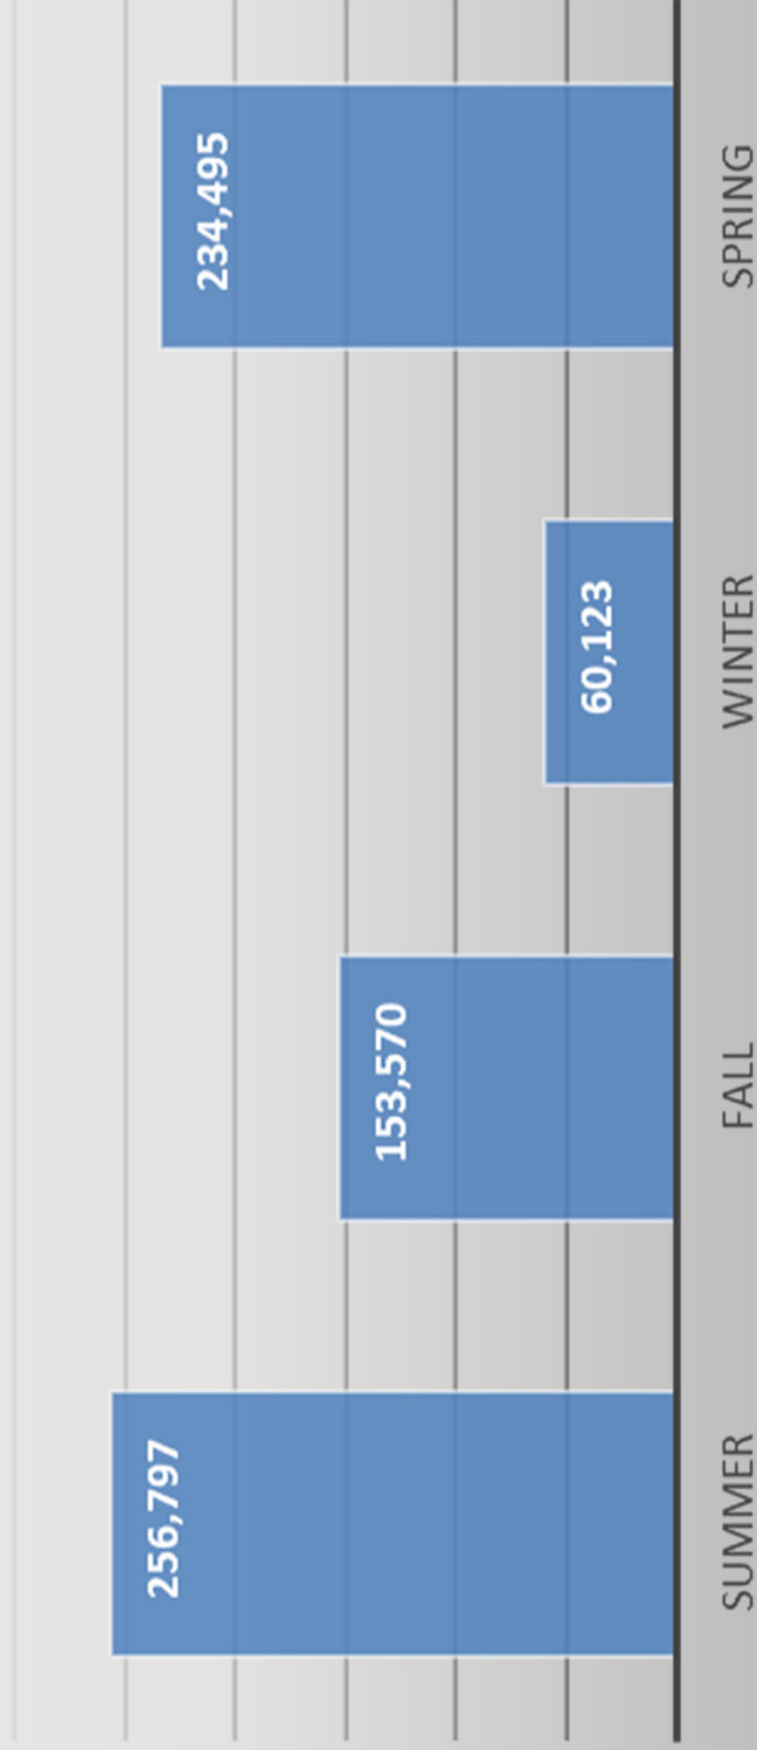 256,797
153,570
60,123
234,495
SUMMER
FALL
WINTER
SPRING